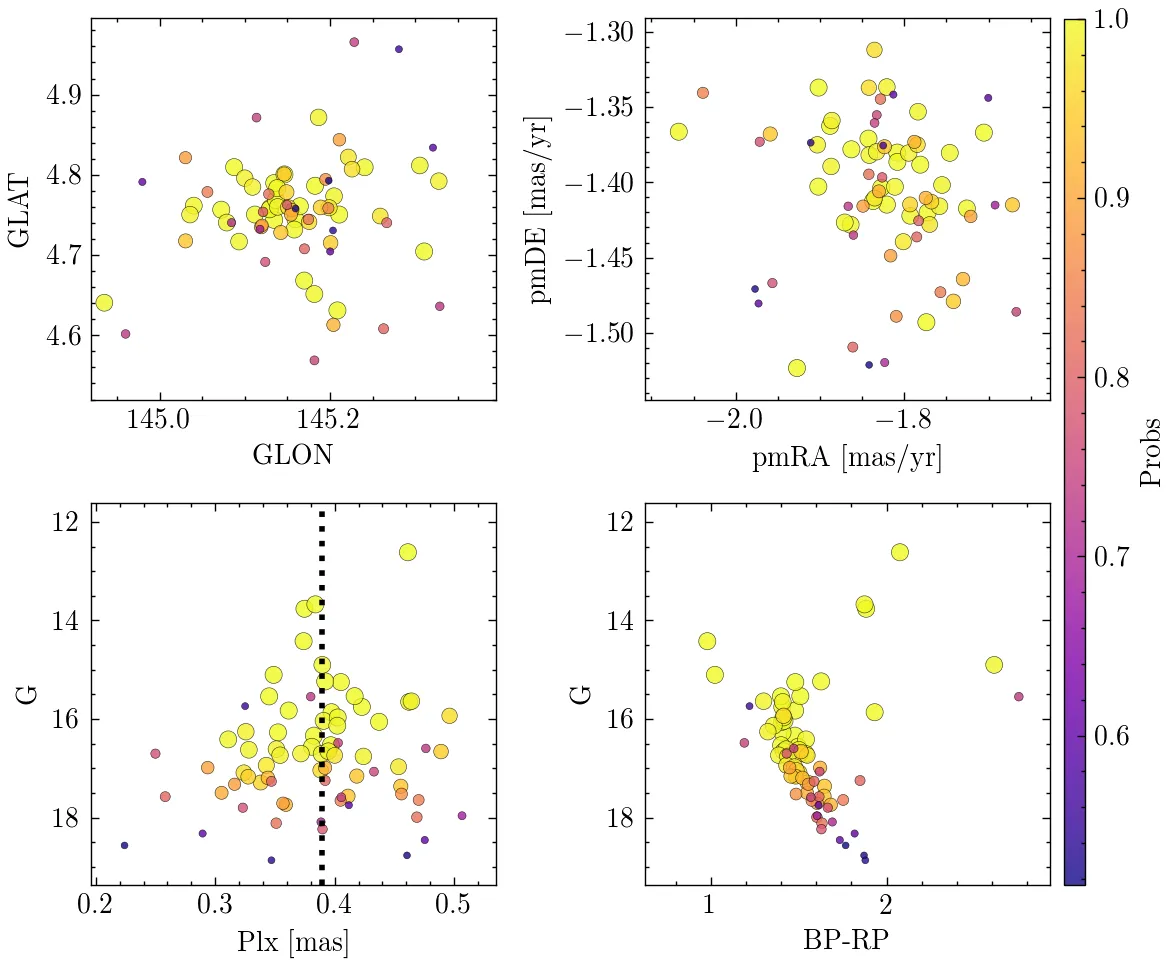 4.9
4.8
4.7
4.6
GLAT
145.0 145.2
GLON
−1.30
−1.35
−1.40
−1.45
−1.50
pmDE [mas/yr]
−2.0 −1.8
pmRA [mas/yr]
12
14
16
18
G
0.2 0.3 0.4 0.5
Plx [mas]
12
14
16
18
G
1 2
BP-RP
1.0
0.9
0.8
0.7
0.6
Probs